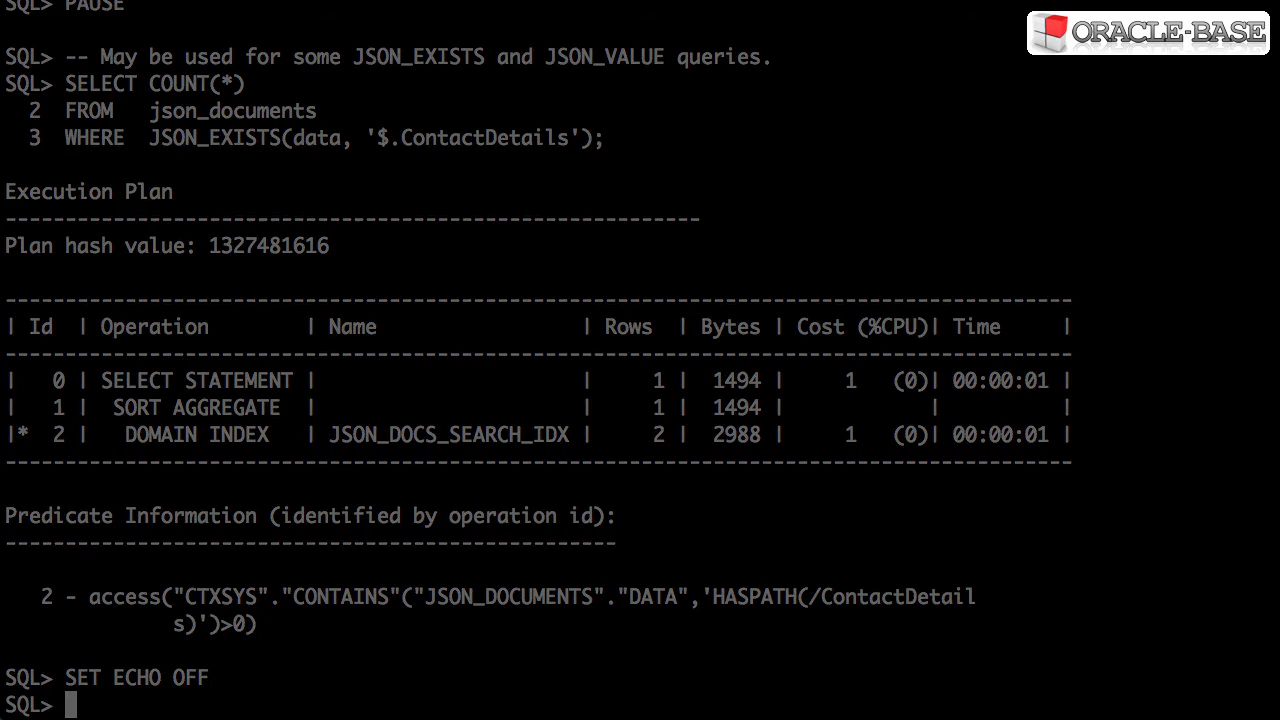 SQL> PAUSE
ORACLE-BASE
SQL> -- May be used for some JSON_EXISTS and JSON_VALUE queries.
SQL> SELECT COUNT(*)
  2  FROM   json_documents
  3  WHERE  JSON_EXISTS(data, '$.ContactDetails');
Execution Plan
----------------------------------------------------------
Plan hash value: 1327481616
-----------------------------------------------------------------------------------------
| Id  | Operation        | Name                 | Rows  | Bytes | Cost (%CPU)| Time     |
-----------------------------------------------------------------------------------------
|   0 | SELECT STATEMENT |                      |     1 |  1494 |     1   (0)| 00:00:01 |
|   1 |  SORT AGGREGATE  |                      |     1 |  1494 |            |          |
|*  2 |   DOMAIN INDEX   | JSON_DOCS_SEARCH_IDX |     2 |  2988 |     1   (0)| 00:00:01 |
-----------------------------------------------------------------------------------------
Predicate Information (identified by operation id):
---------------------------------------------------
   2 - access("CTXSYS"."CONTAINS"("JSON_DOCUMENTS"."DATA",'HASPATH(/ContactDetail
              s)')>0)
SQL> SET ECHO OFF
SQL>